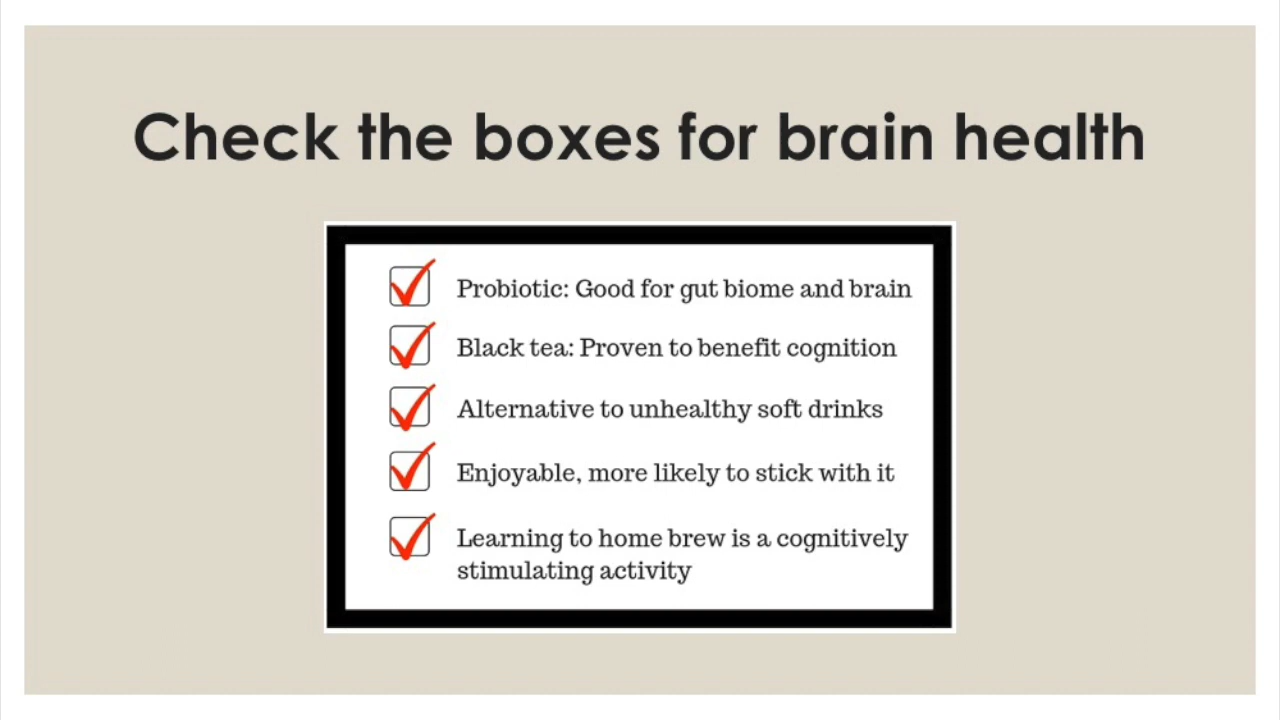 Check the boxes for brain health
Probiotic: Good for gut biome and brain
Black tea: Proven to benefit cognition
Alternative to unhealthy soft drinks
Enjoyable, more likely to stick with it
Learning to home brew is a cognitively
stimulating activity